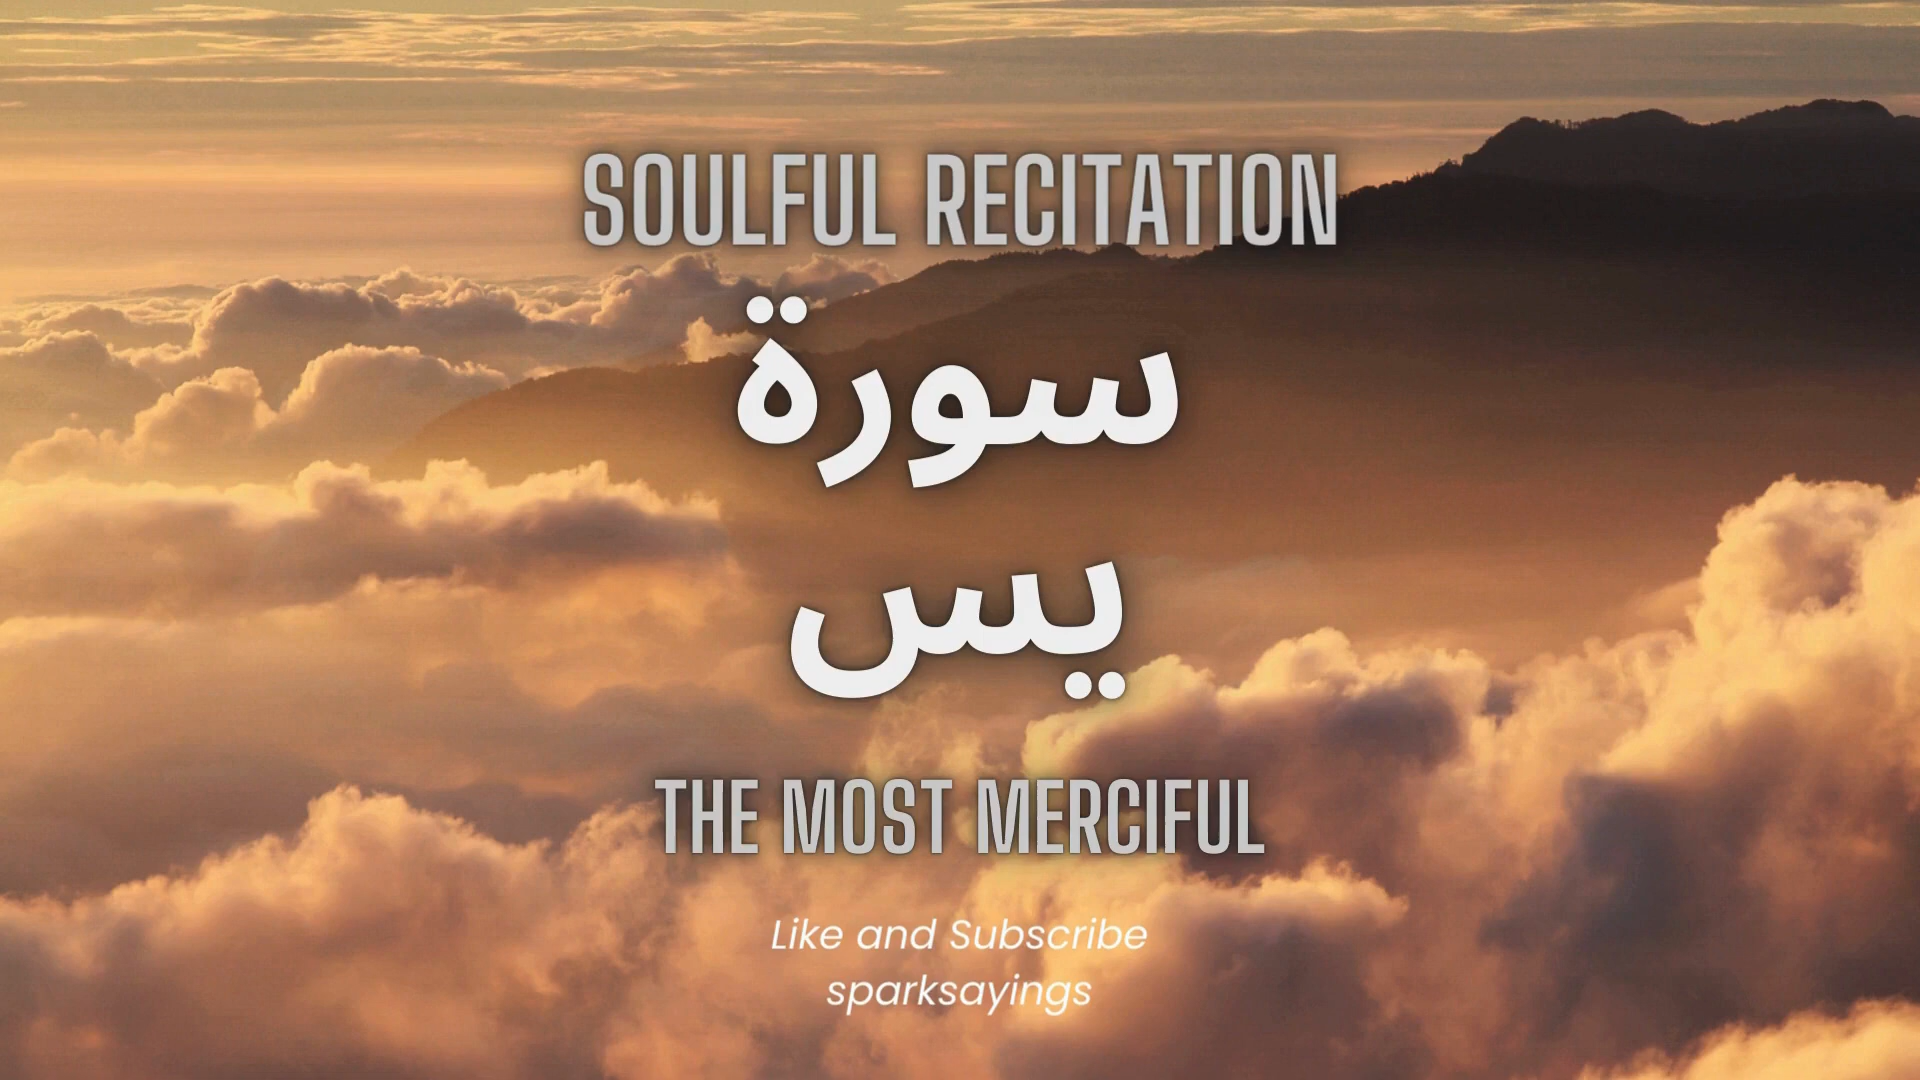 SOULFUL RECITATION
سورة
يس
THE MOST MERCIFUL
Like and Subscribe
sparksayings